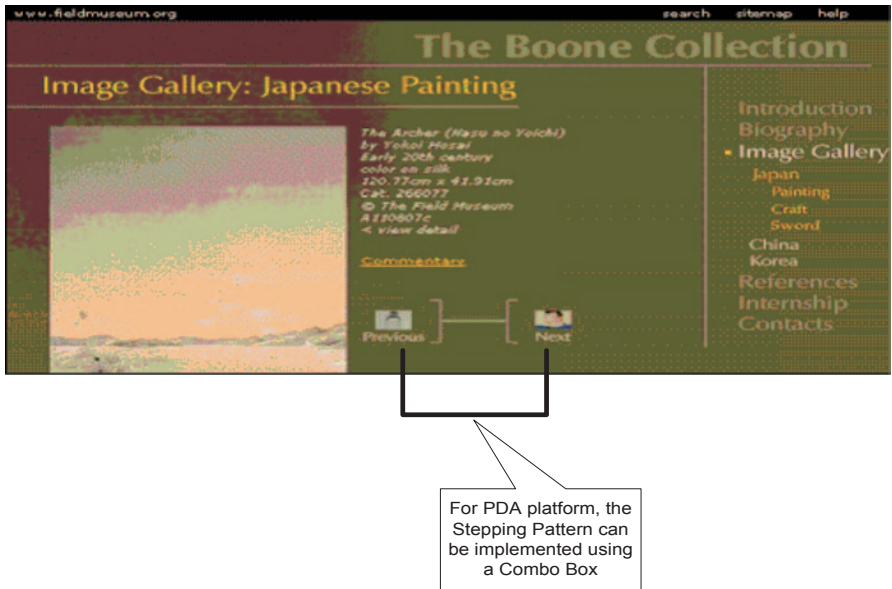 www.fieldmuseum.org search sitemap help
The Boone Collection
Image Gallery: Japanese Painting
The Archer (Nasu no Yoichi)
by Yokoi Hosai
Early 20th century
color on silk
120.77cm x 41.91cm
Cat. 266077
© The Field Museum
A110807c
< view detail
Commentary
Previous
Next
Introduction
Biography
Image Gallery
Japan
Painting
Craft
Sword
China
Korea
References
Internship
Contacts
For PDA platform, the
Stepping Pattern can
be implemented using
a Combo Box